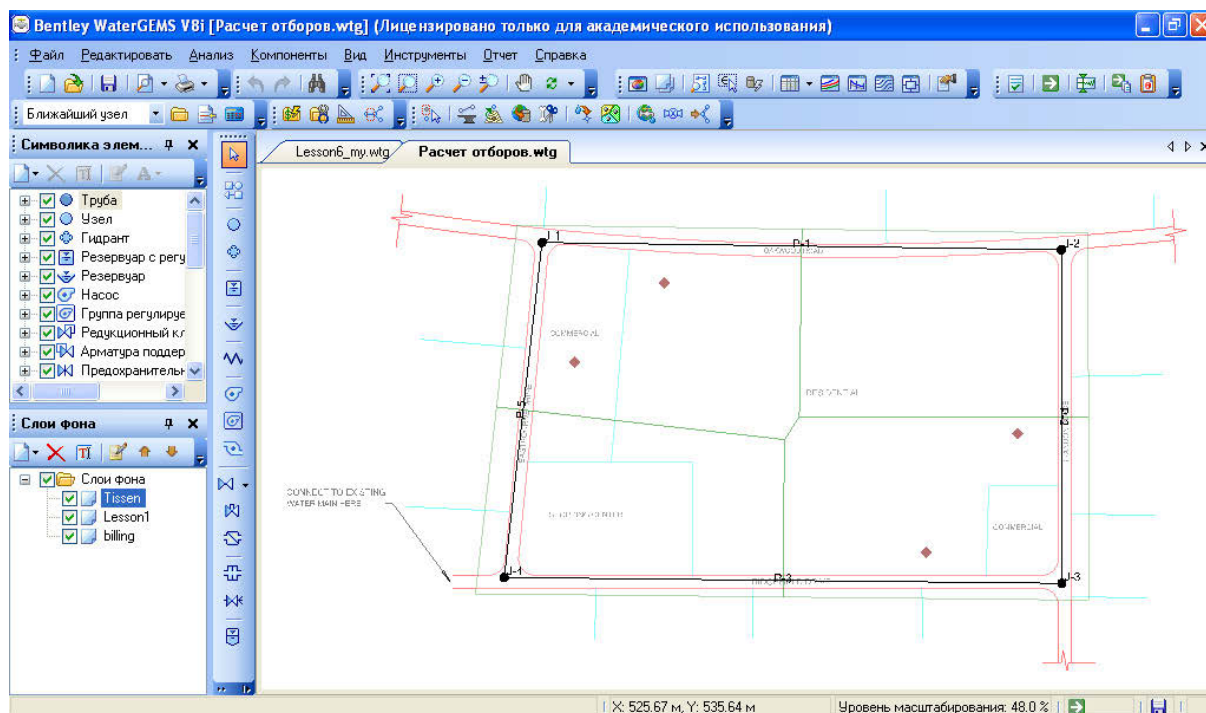 Bentley WaterGEMS V8i [Расчет отборов.wtg] (Лицензировано только для академического использования)
Файл Редактировать Анализ Компоненты Вид Инструменты Отчет Справка
Ближайший узел
Символика элем...
Lesson6_my.wtg
Расчет отборов.wtg
Труба
Узел
Гидрант
Резервуар с регу
Резервуар
Насос
Группа регулируе
Редукционный кл
Арматура поддер
Предохранительн
Слои фона
Слои фона
Tissen
Lesson1
billing
J-1
P-1
J-2
COMMERCIAL
RESIDENTIAL
P-5
CONNECT TO EXISTING
WATER MAIN HERE
COMMERCIAL
P-3
J-3
X: 525.67 м, Y: 535.64 м
Уровень масштабирования: 48.0 %